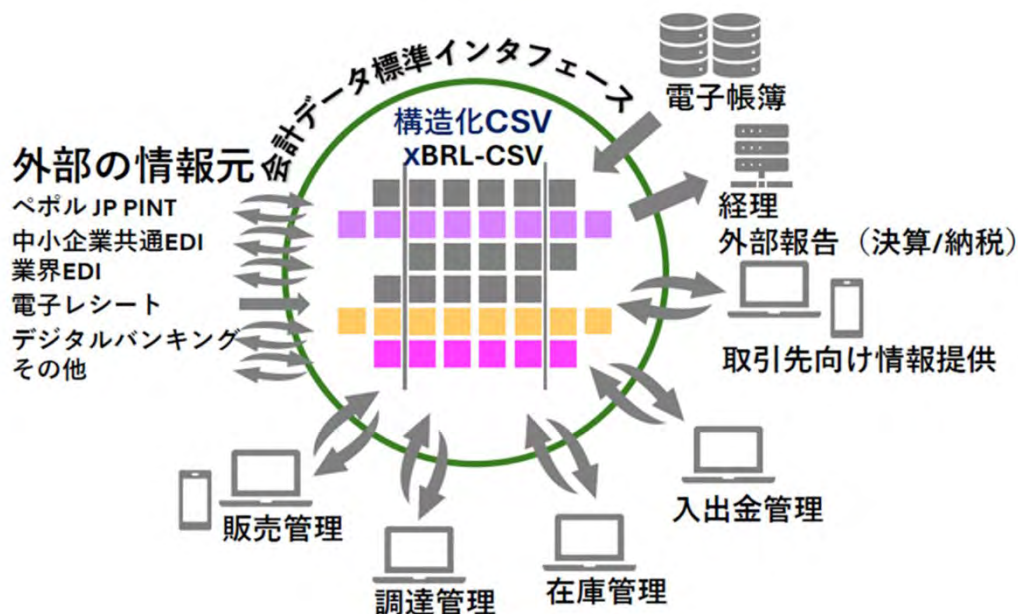 会計データ標準インタフェース
構造化CSV
xBRL-CSV
外部の情報元
ペポル JP PINT
中小企業共通EDI
業界EDI
電子レシート
デジタルバンキング
その他
電子帳簿
経理
外部報告（決算/納税）
取引先向け情報提供
入出金管理
在庫管理
調達管理
販売管理